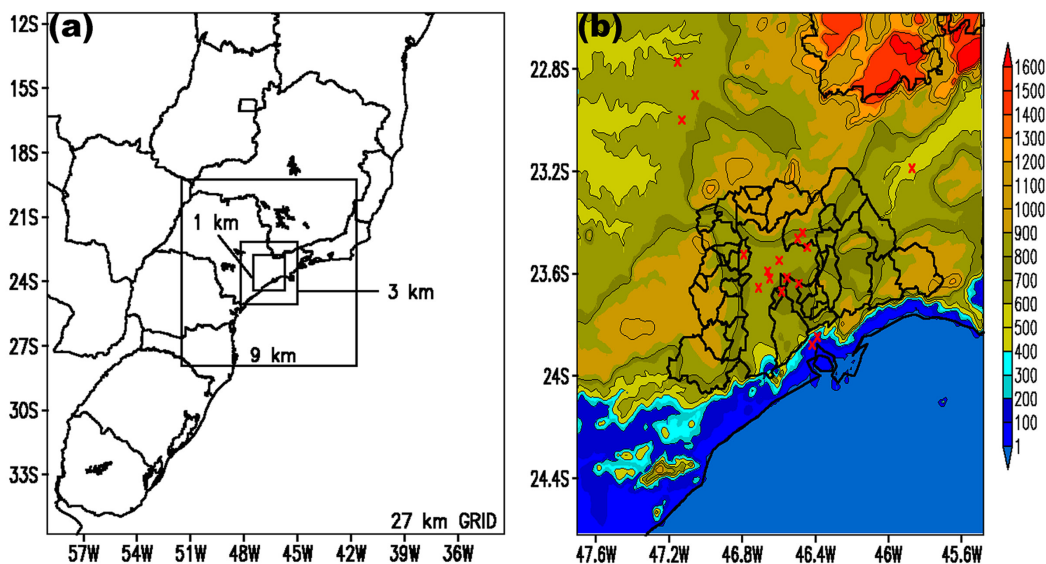 (a)
12S
15S
18S
21S
24S
27S
30S
33S
1 km
3 km
9 km
27 km GRID
57W
54W
51W
48W
45W
42W
39W
36W
(b)
22.8S
23.2S
23.6S
24S
24.4S
47.6W
47.2W
46.8W
46.4W
46W
45.6W
1600
1500
1400
1300
1200
1100
1000
900
800
700
600
500
400
300
200
100
1